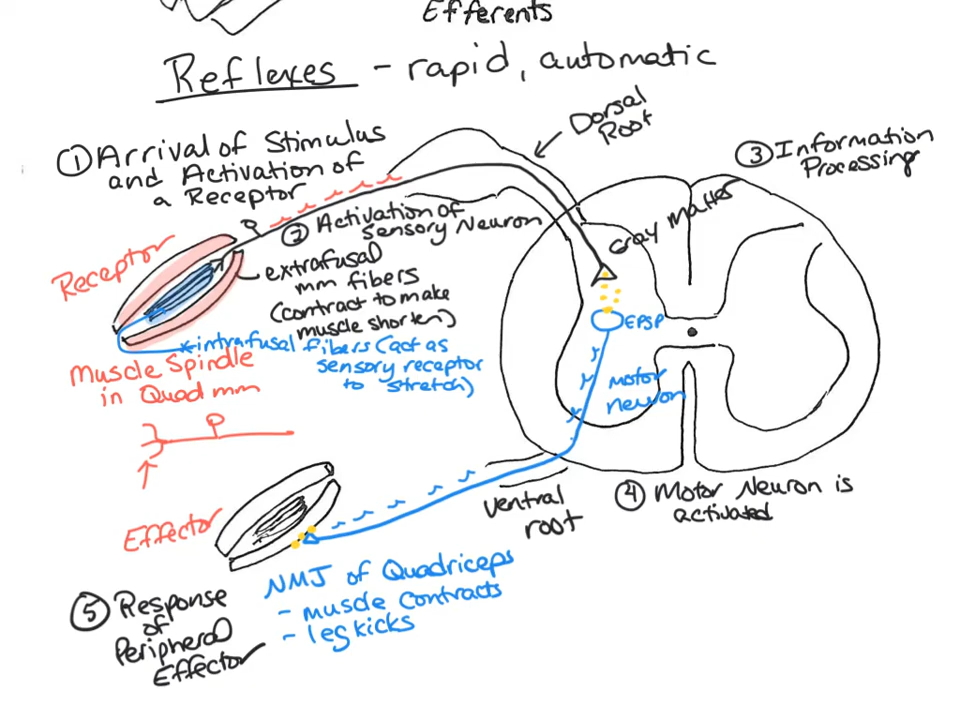 Efferents
Reflexes - rapid, automatic
① Arrival of Stimulus
and Activation of
a Receptor
Dorsal
Root
③ Information
Processing
② Activation of
Sensory Neuron
Gray Matter
Receptor
extrafusal
mm fibers
(contract to make
muscle shorten)
intrafusal fibers (act as
sensory receptor
to stretch)
EPSP
Muscle Spindle
in Quad mm
Motor
neuron
Effector
ventral
root
④ Motor Neuron is
activated
NMJ of Quadriceps
- muscle contracts
- leg kicks
⑤ Response
of
Peripheral
Effector